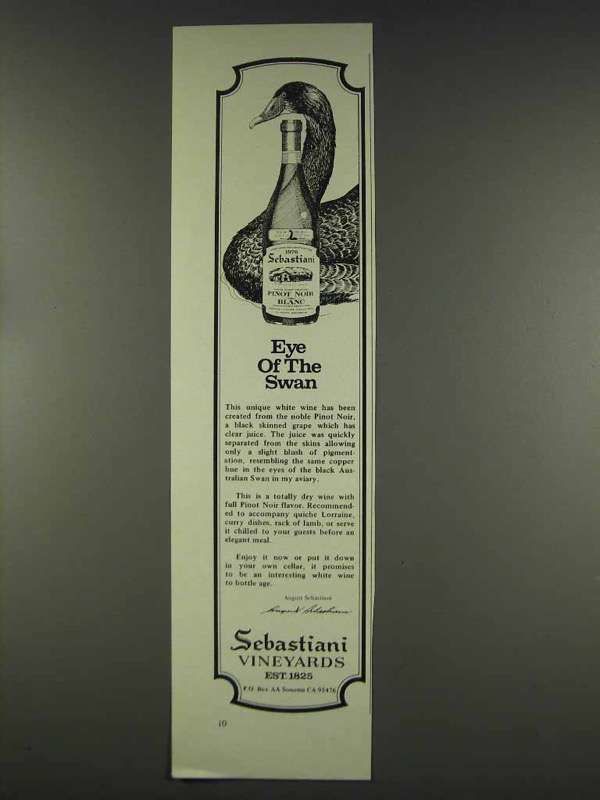 1976
Sebastiani
PINOT NOIR
BLANC
Eye
Of The
Swan
This unique white wine has been
created from the noble Pinot Noir,
a black skinned grape which has
clear juice. The juice was quickly
separated from the skins allowing
only a slight blush of pigment-
ation, resembling the same copper
hue in the eyes of the black Aus-
tralian Swan in my aviary.
This is a totally dry wine with
full Pinot Noir flavor. Recommend-
ed to accompany quiche Lorraine,
curry dishes, rack of lamb, or serve
it chilled to your guests before an
elegant meal.
Enjoy it now or put it down
in your own cellar, it promises
to be an interesting white wine
to bottle age.
August Sebastiani
August Sebastiani
Sebastiani
VINEYARDS
EST. 1825
P.O. Box AA Sonoma CA 95476
10